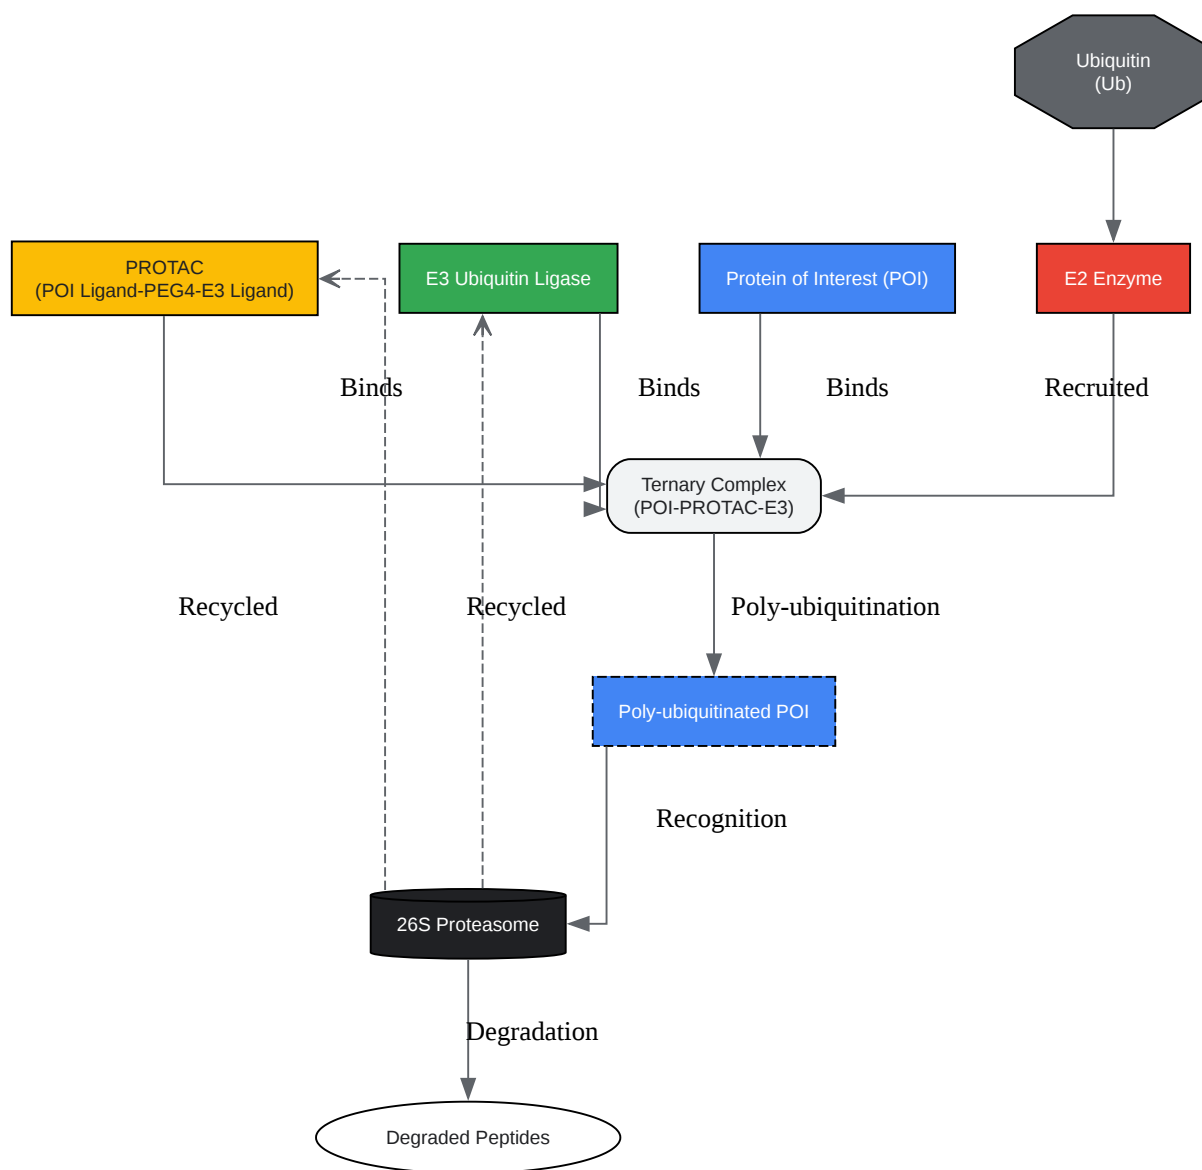 Ubiquitin
(Ub)
PROTAC
(POI Ligand-PEG4-E3 Ligand)
E3 Ubiquitin Ligase
Protein of Interest (POI)
E2 Enzyme
Binds
Binds
Binds
Recruited
Ternary Complex
(POI-PROTAC-E3)
Recycled
Recycled
Poly-ubiquitination
Poly-ubiquitinated POI
Recognition
26S Proteasome
Degradation
Degraded Peptides